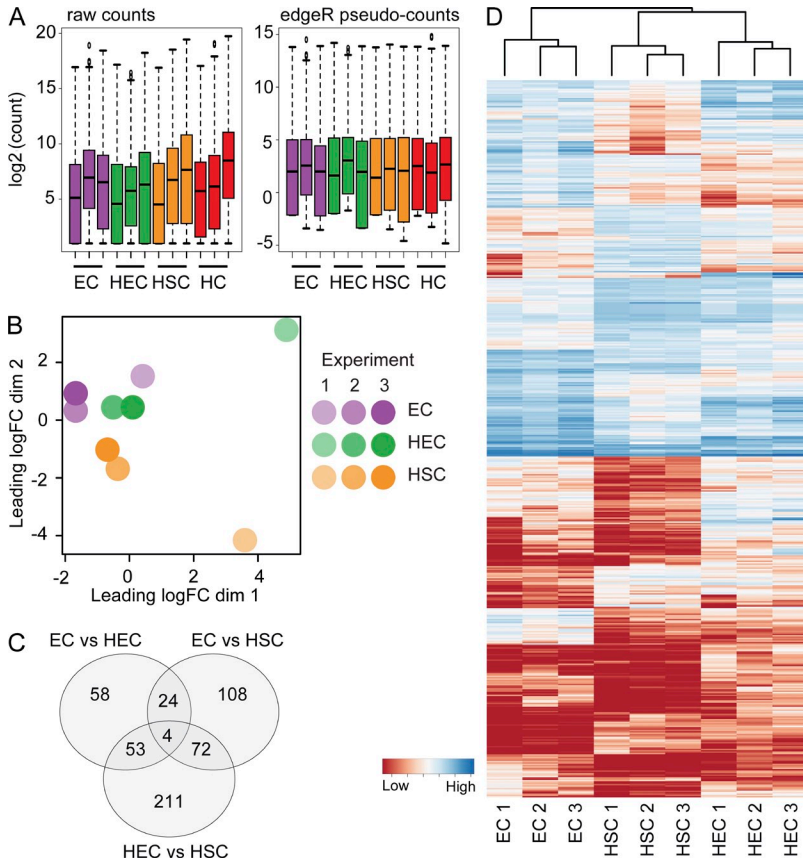 A
raw counts
edgeR pseudo-counts
log2 (count)
20
15
10
5
15
10
5
0
-5
EC HEC HSC HC
EC HEC HSC HC
B
Leading logFC dim 2
2
0
-2
-4
-2 0 2 4
Leading logFC dim 1
Experiment
1 2 3
EC
HEC
HSC
C
EC vs HEC
EC vs HSC
58
24
108
4
53
72
211
HEC vs HSC
Low High
D
EC 1
EC 2
EC 3
HSC 1
HSC 2
HSC 3
HEC 1
HEC 2
HEC 3